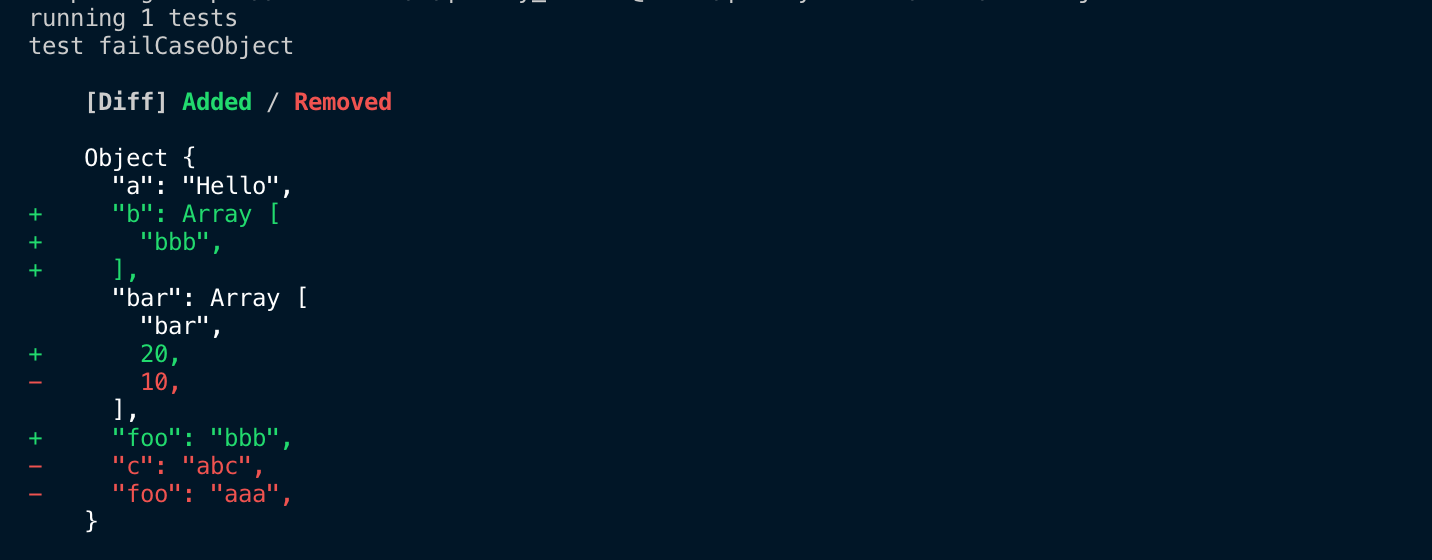 running 1 tests
test failCaseObject
[Diff] Added / Removed
Object {
"a": "Hello",
+ "b": Array [
+ "bbb",
+ ],
"bar": Array [
"bar",
+ 20,
- 10,
],
+ "foo": "bbb",
- "c": "abc",
- "foo": "aaa",
}